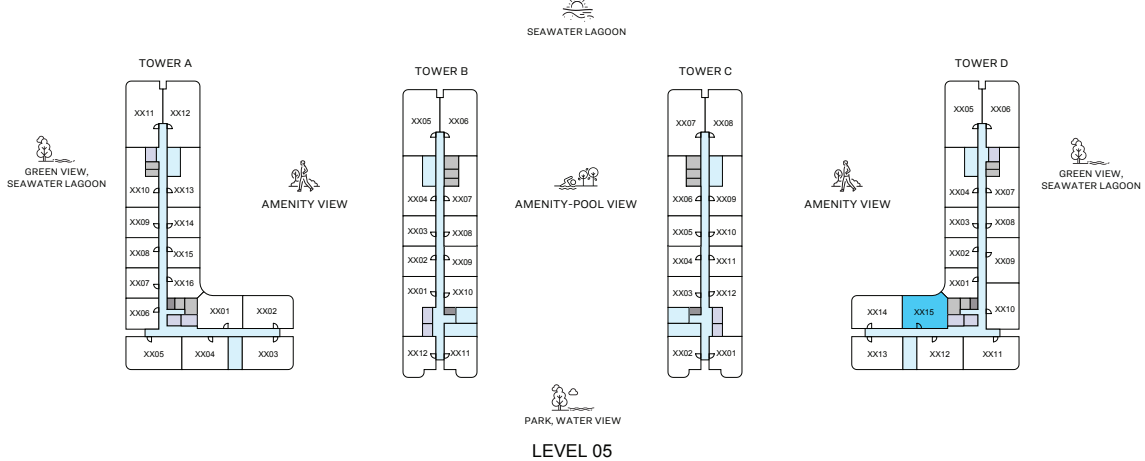 SEAWATER LAGOON
TOWER A
TOWER B
TOWER C
TOWER D
XX11 XX12
XX10 XX13
XX09 XX14
XX08 XX15
XX07 XX16
XX06 XX01 XX02
XX05 XX04 XX03
XX05 XX06
XX04 XX07
XX03 XX08
XX02 XX09
XX01 XX10
XX12 XX11
XX07 XX08
XX06 XX09
XX05 XX10
XX04 XX11
XX03 XX12
XX02 XX01
XX05 XX06
XX04 XX07
XX03 XX08
XX02 XX09
XX01
XX14 XX15 XX10
XX13 XX12 XX11
GREEN VIEW,
SEAWATER LAGOON
AMENITY VIEW
AMENITY-POOL VIEW
AMENITY VIEW
GREEN VIEW,
SEAWATER LAGOON
PARK, WATER VIEW
LEVEL 05